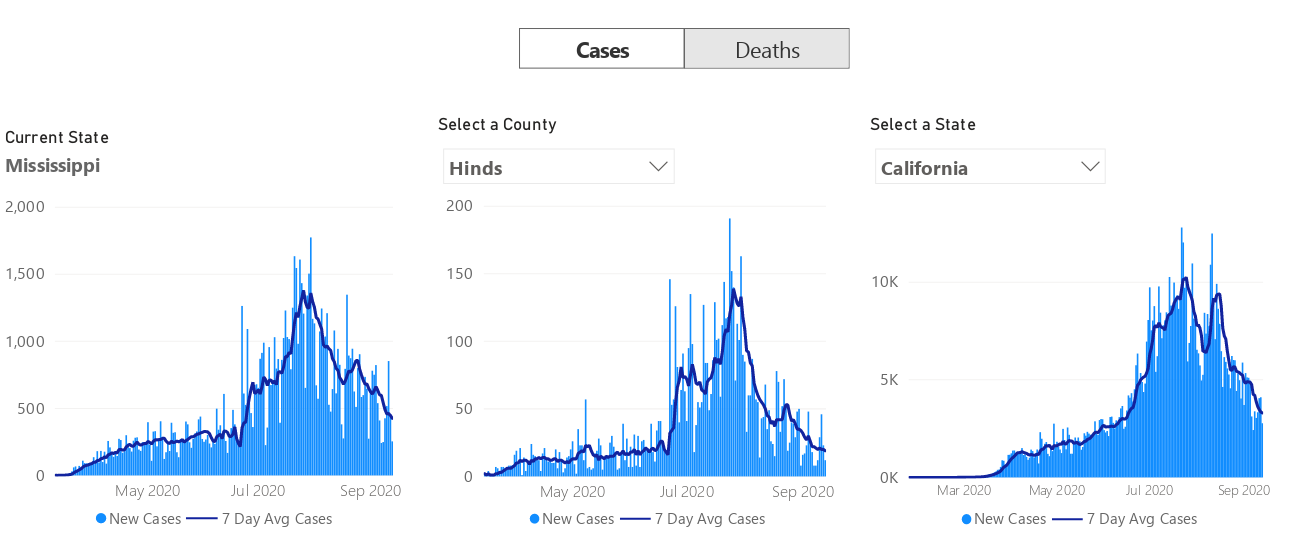 Cases Deaths
Current State
Mississippi
2,000
1,500
1,000
500
0
May 2020 Jul 2020 Sep 2020
New Cases 7 Day Avg Cases
Select a County
Hinds
200
150
100
50
0
May 2020 Jul 2020 Sep 2020
New Cases 7 Day Avg Cases
Select a State
California
10K
5K
0K
Mar 2020 May 2020 Jul 2020 Sep 2020
New Cases 7 Day Avg Cases